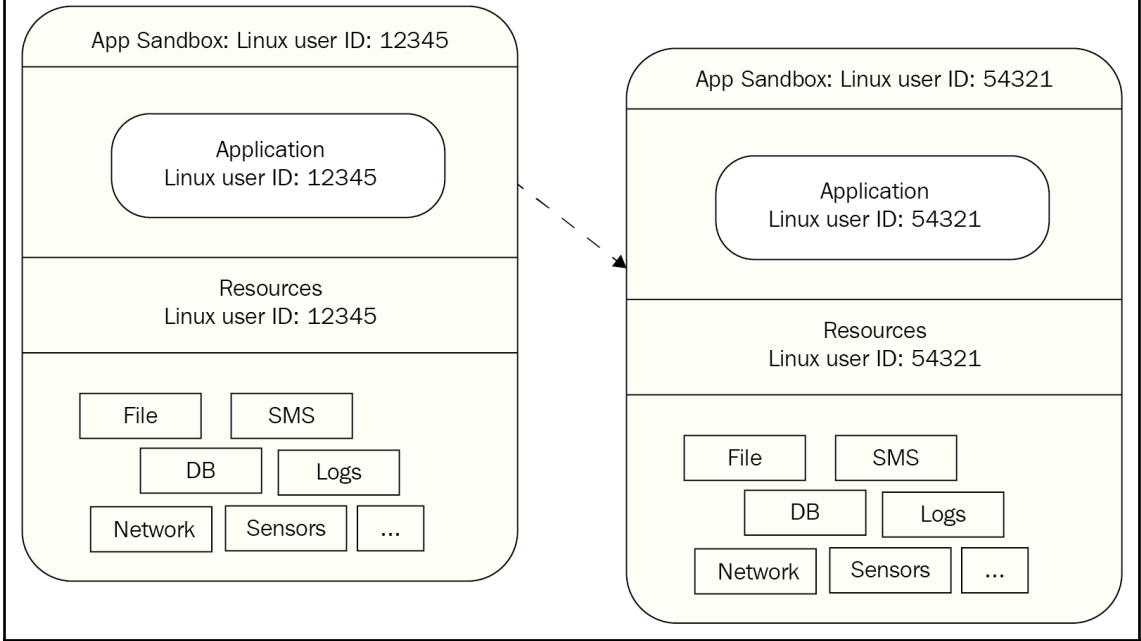 App Sandbox: Linux user ID: 12345
Application
Linux user ID: 12345
Resources
Linux user ID: 12345
File
SMS
DB
Logs
Network
Sensors
...
App Sandbox: Linux user ID: 54321
Application
Linux user ID: 54321
Resources
Linux user ID: 54321
File
SMS
DB
Logs
Network
Sensors
...